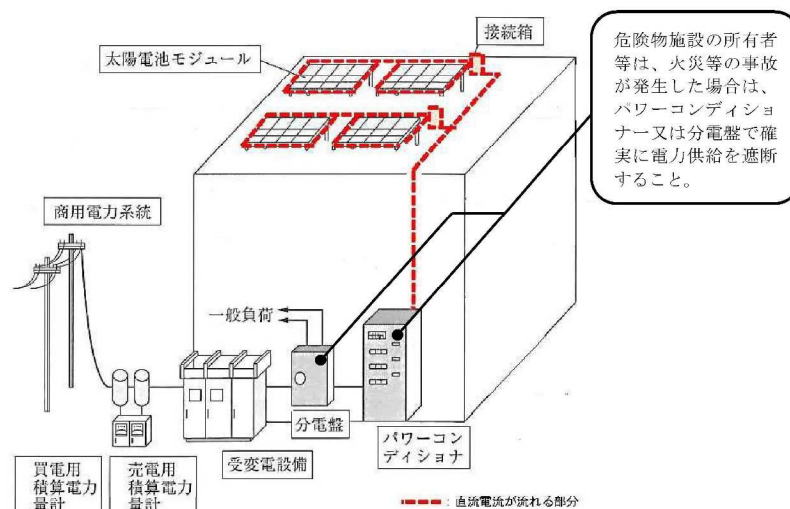 接続箱
太陽電池モジュール
危険物施設の所有者
等は、火災等の事故
が発生した場合は、
パワーコンディショ
ナー又は分電盤で確
実に電力供給を遮断
すること。
商用電力系統
一般負荷
分電盤
パワーコン
ディショナ
受変電設備
買電用
積算電力
量計
売電用
積算電力
量計
：直流電流が流れる部分